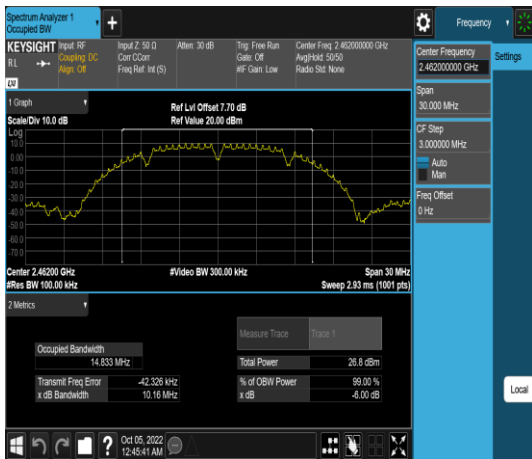 Spectrum Analyzer 1
Occupied BW
Frequency
KEYSIGHT
Input: RF
Input Z: 50 Ω
Atten: 30 dB
Trig: Free Run
Center Freq: 2.462000000 GHz
RL
Coupling: DC
Corr CCorr
Gate: Off
Avg|Hold: 50/50
Align: Off
Freq Ref: Int (S)
#IF Gain: Low
Radio Std: None
Center Frequency
2.462000000 GHz
Settings
Span
30.000 MHz
CF Step
3.000000 MHz
Auto
Man
Freq Offset
0 Hz
1 Graph
Scale/Div 10.0 dB
Ref Lvl Offset 7.70 dB
Ref Value 20.00 dBm
Log
10.0
0.00
-10.0
-20.0
-30.0
-40.0
-50.0
-60.0
-70.0
Center 2.46200 GHz
#Video BW 300.00 kHz
Span 30 MHz
#Res BW 100.00 kHz
Sweep 2.93 ms (1001 pts)
2 Metrics
Measure Trace
Trace 1
Occupied Bandwidth
14.833 MHz
Total Power
26.8 dBm
Transmit Freq Error
-42.326 kHz
% of OBW Power
99.00 %
x dB Bandwidth
10.16 MHz
x dB
-6.00 dB
Local
Oct 05, 2022
12:45:41 AM